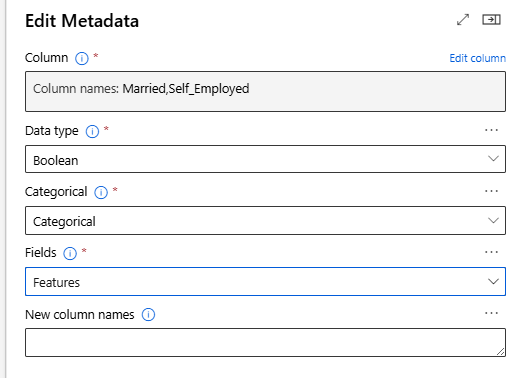 Edit Metadata
Column *
Edit column
Column names: Married,Self_Employed
Data type *
Boolean
Categorical *
Categorical
Fields *
Features
New column names